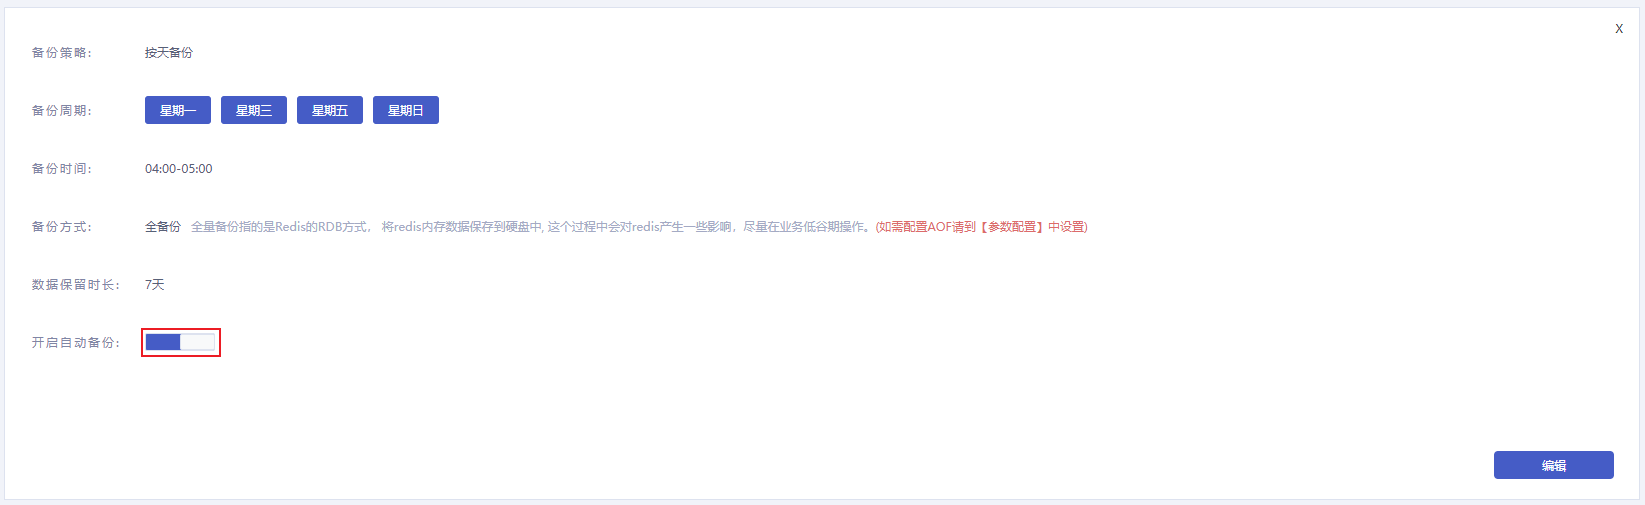 X
备份策略: 按天备份
备份周期: 星期一 星期三 星期五 星期日
备份时间: 04:00-05:00
备份方式: 全备份 全量备份指的是Redis的RDB方式， 将redis内存数据保存到硬盘中, 这个过程中会对redis产生一些影响，尽量在业务低谷期操作。(如需配置AOF请到【参数配置】中设置)
数据保留时长: 7天
开启自动备份:
编辑